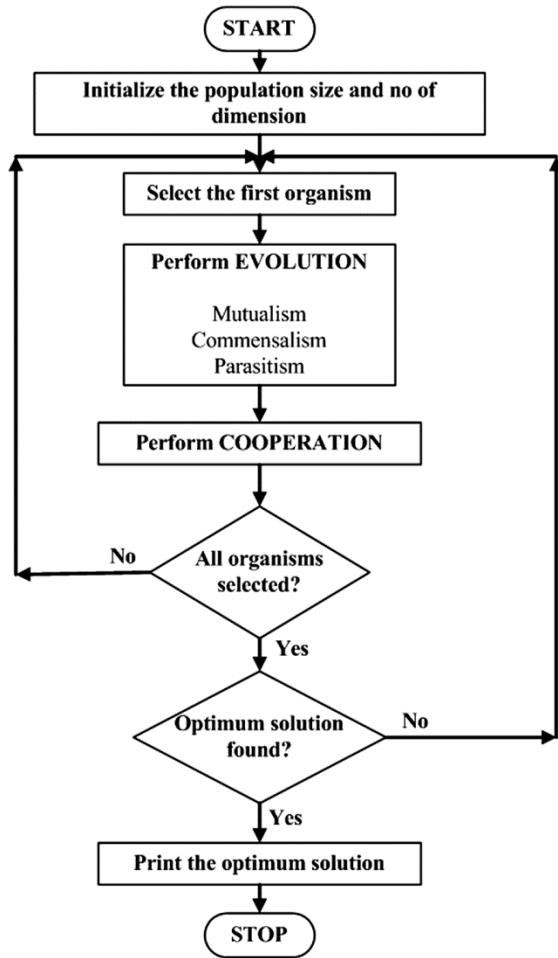 START
Initialize the population size and no of
dimension
Select the first organism
Perform EVOLUTION
Mutualism
Commensalism
Parasitism
Perform COOPERATION
All organisms
selected?
No
Yes
Optimum solution
found?
No
Yes
Print the optimum solution
STOP